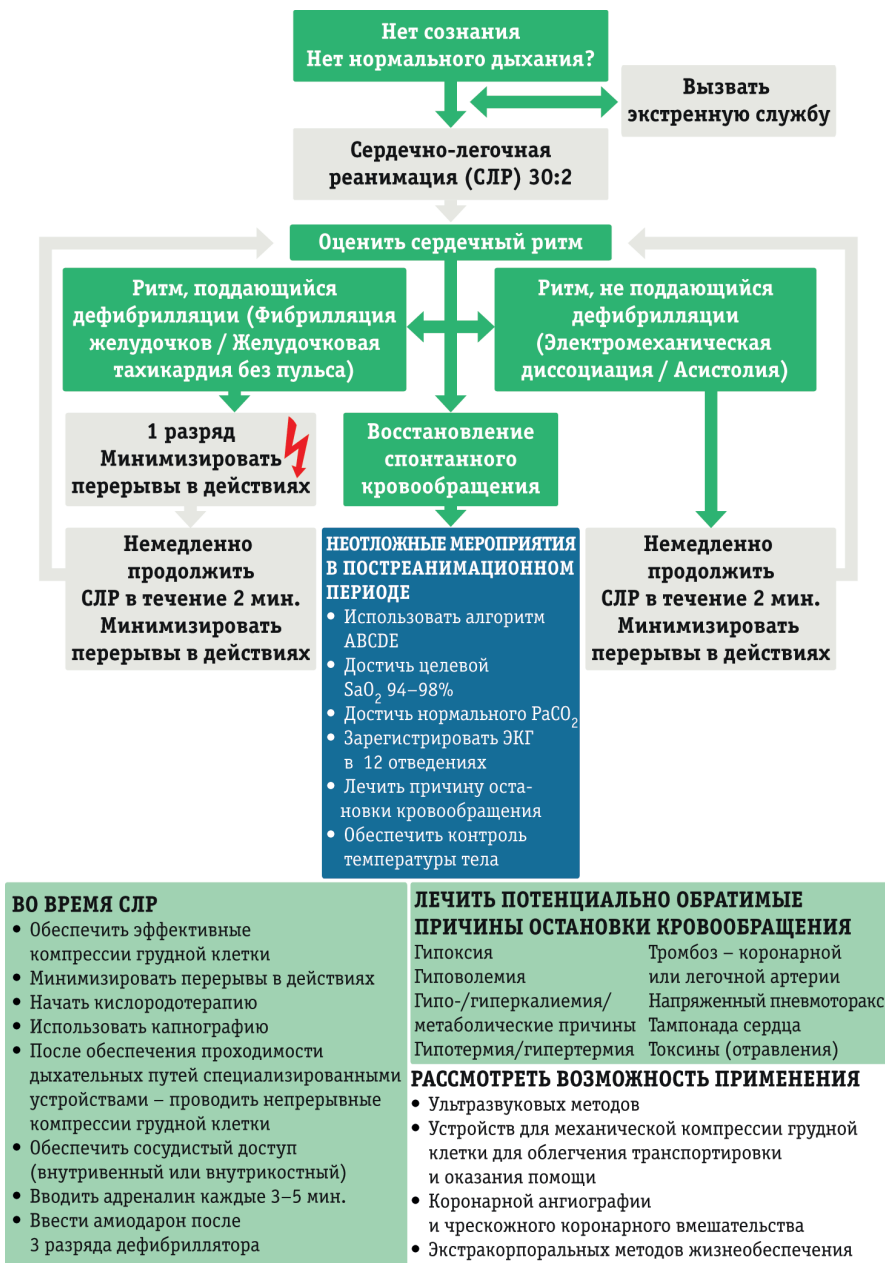 Нет сознания
Нет нормального дыхания?
Вызвать
экстренную службу
Сердечно-легочная
реанимация (СЛР) 30:2
Оценить сердечный ритм
Ритм, поддающийся
дефибрилляции (Фибрилляция
желудочков / Желудочковая
тахикардия без пульса)
Ритм, не поддающийся
дефибрилляции
(Электромеханическая
диссоциация / Асистолия)
1 разряд
Минимизировать
перерывы в действиях
Восстановление
спонтанного
кровообращения
Немедленно
продолжить
СЛР в течение 2 мин.
Минимизировать
перерывы в действиях
НЕОТЛОЖНЫЕ МЕРОПРИЯТИЯ
В ПОСТРЕАНИМАЦИОННОМ
ПЕРИОДЕ
• Использовать алгоритм
ABCDE
• Достичь целевой
SaO₂ 94–98%
• Достичь нормального PaCO₂
• Зарегистрировать ЭКГ
в 12 отведениях
• Лечить причину оста-
новки кровообращения
• Обеспечить контроль
температуры тела
Немедленно
продолжить
СЛР в течение 2 мин.
Минимизировать
перерывы в действиях
ВО ВРЕМЯ СЛР
• Обеспечить эффективные
компрессии грудной клетки
• Минимизировать перерывы в действиях
• Начать кислородотерапию
• Использовать капнографию
• После обеспечения проходимости
дыхательных путей специализированными
устройствами – проводить непрерывные
компрессии грудной клетки
• Обеспечить сосудистый доступ
(внутривенный или внутрикостный)
• Вводить адреналин каждые 3–5 мин.
• Ввести амиодарон после
3 разряда дефибриллятора
ЛЕЧИТЬ ПОТЕНЦИАЛЬНО ОБРАТИМЫЕ
ПРИЧИНЫ ОСТАНОВКИ КРОВООБРАЩЕНИЯ
Гипоксия
Гиповолемия
Гипо-/гиперкалиемия/
метаболические причины
Гипотермия/гипертермия
Тромбоз – коронарной
или легочной артерии
Напряженный пневмоторакс
Тампонада сердца
Токсины (отравления)
РАССМОТРЕТЬ ВОЗМОЖНОСТЬ ПРИМЕНЕНИЯ
• Ультразвуковых методов
• Устройств для механической компрессии грудной
клетки для облегчения транспортировки
и оказания помощи
• Коронарной ангиографии
и чрескожного коронарного вмешательства
• Экстракорпоральных методов жизнеобеспечения